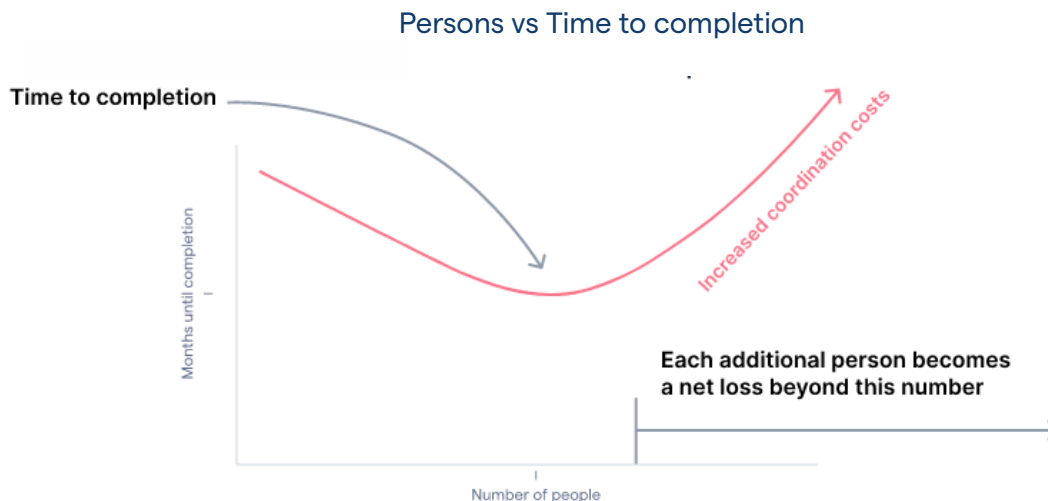 Persons vs Time to completion
Time to completion
Increased coordination costs
Months until completion
Each additional person becomes
a net loss beyond this number
Number of people